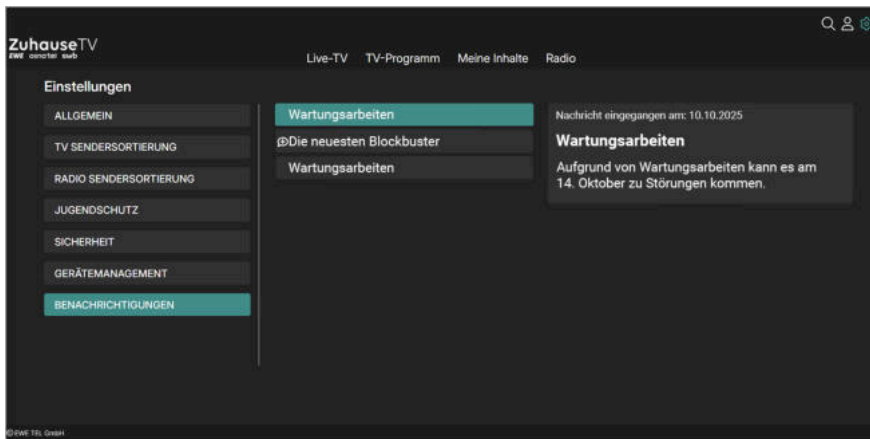 ZuhauseTV
EWE osnatel swb
Live-TV TV-Programm Meine Inhalte Radio
Einstellungen
ALLGEMEIN
TV SENDERSORTIERUNG
RADIO SENDERSORTIERUNG
JUGENDSCHUTZ
SICHERHEIT
GERÄTEMANAGEMENT
BENACHRICHTIGUNGEN
Wartungsarbeiten
Die neuesten Blockbuster
Wartungsarbeiten
Nachricht eingegangen am: 10.10.2025
Wartungsarbeiten
Aufgrund von Wartungsarbeiten kann es am
14. Oktober zu Störungen kommen.
© EWE TEL GmbH